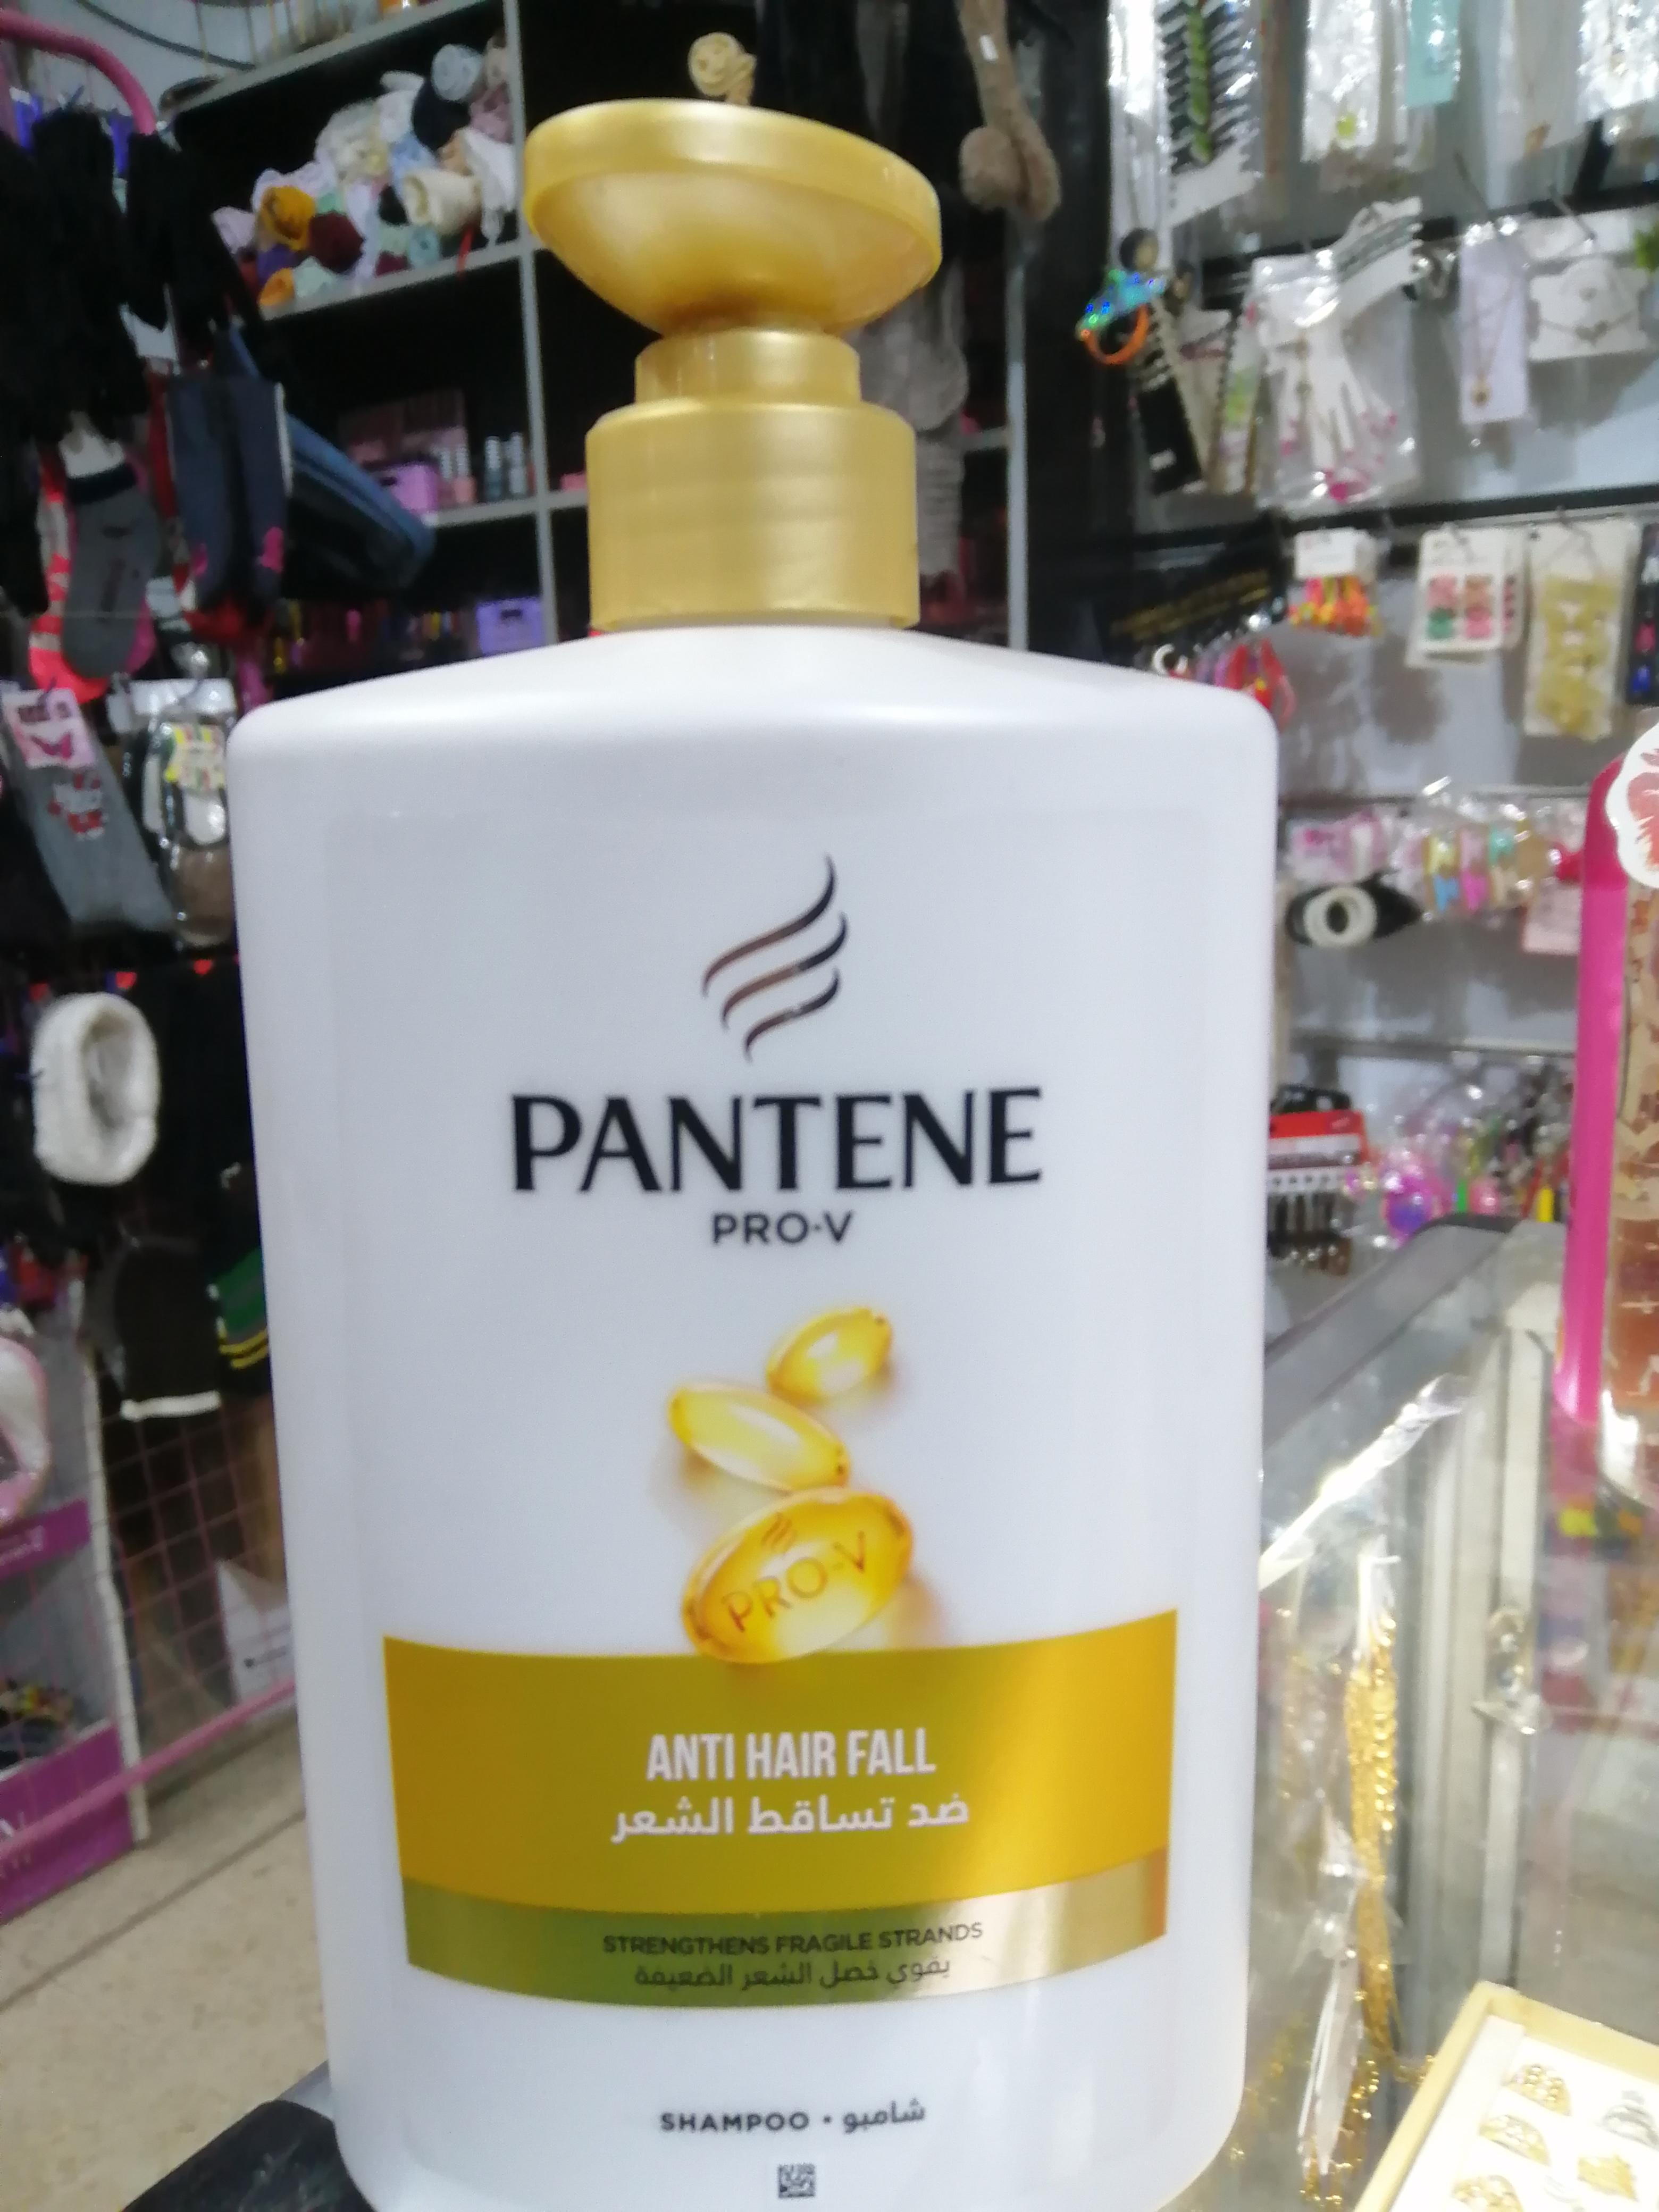 PANTENE
PRO-V
PRO-V
ANTI HAIR FALL
ضد تساقط الشعر
STRENGTHENS FRAGILE STRANDS
يقوي خصل الشعر الضعيفة
SHAMPOO • شامبو